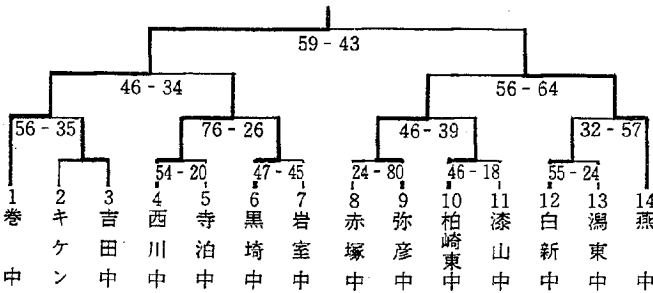 59-43
46-34
56-64
56-35
76-26
46-39
32-57
54-20
47-45
24-80
46-18
55-24
1 巻中
2 キケン
3 吉田中
4 西川中
5 寺泊中
6 黒埼中
7 岩室中
8 赤塚中
9 弥彦中
10 柏崎東中
11 漆山中
12 白新中
13 潟東中
14 燕中